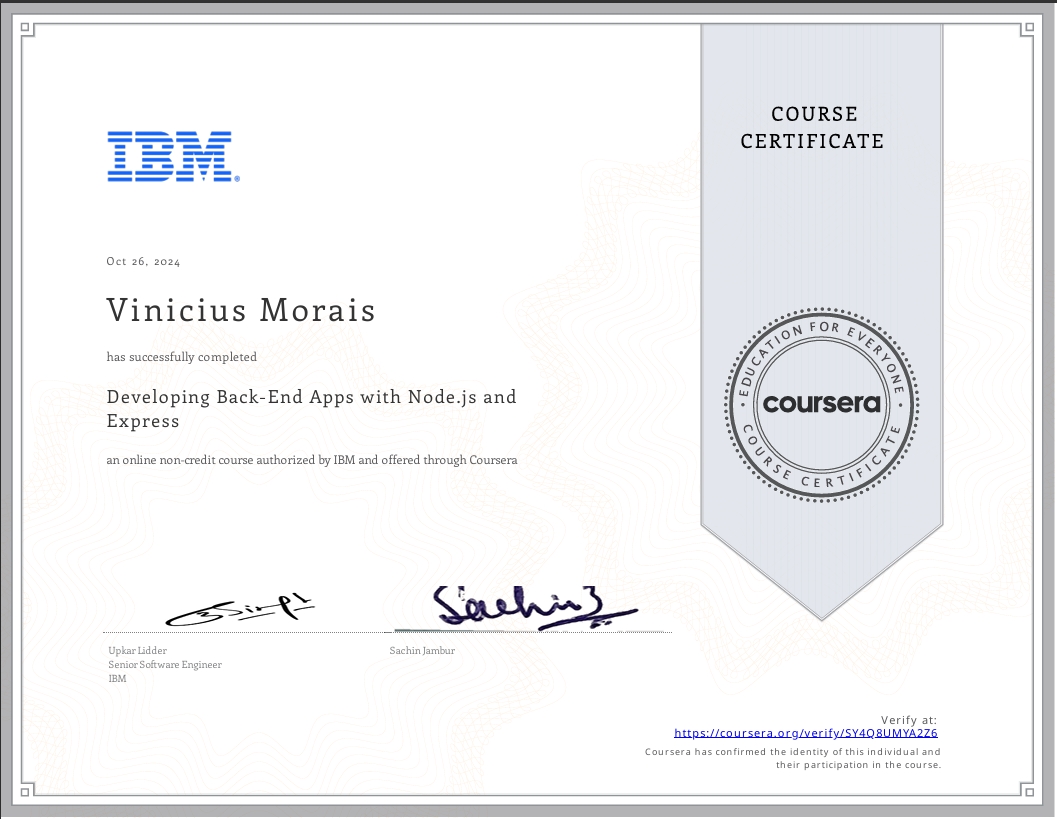 IBM®
COURSE
CERTIFICATE
Oct 26, 2024
Vinicius Morais
has successfully completed
Developing Back-End Apps with Node.js and
Express
an online non-credit course authorized by IBM and offered through Coursera
EDUCATION FOR EVERYONE
coursera
COURSE CERTIFICATE
Sachin
Upkar Lidder
Senior Software Engineer
IBM
Sachin Jambur
Verify at:
https://coursera.org/verify/SY4Q8UMYA2Z6
Coursera has confirmed the identity of this individual and
their participation in the course.